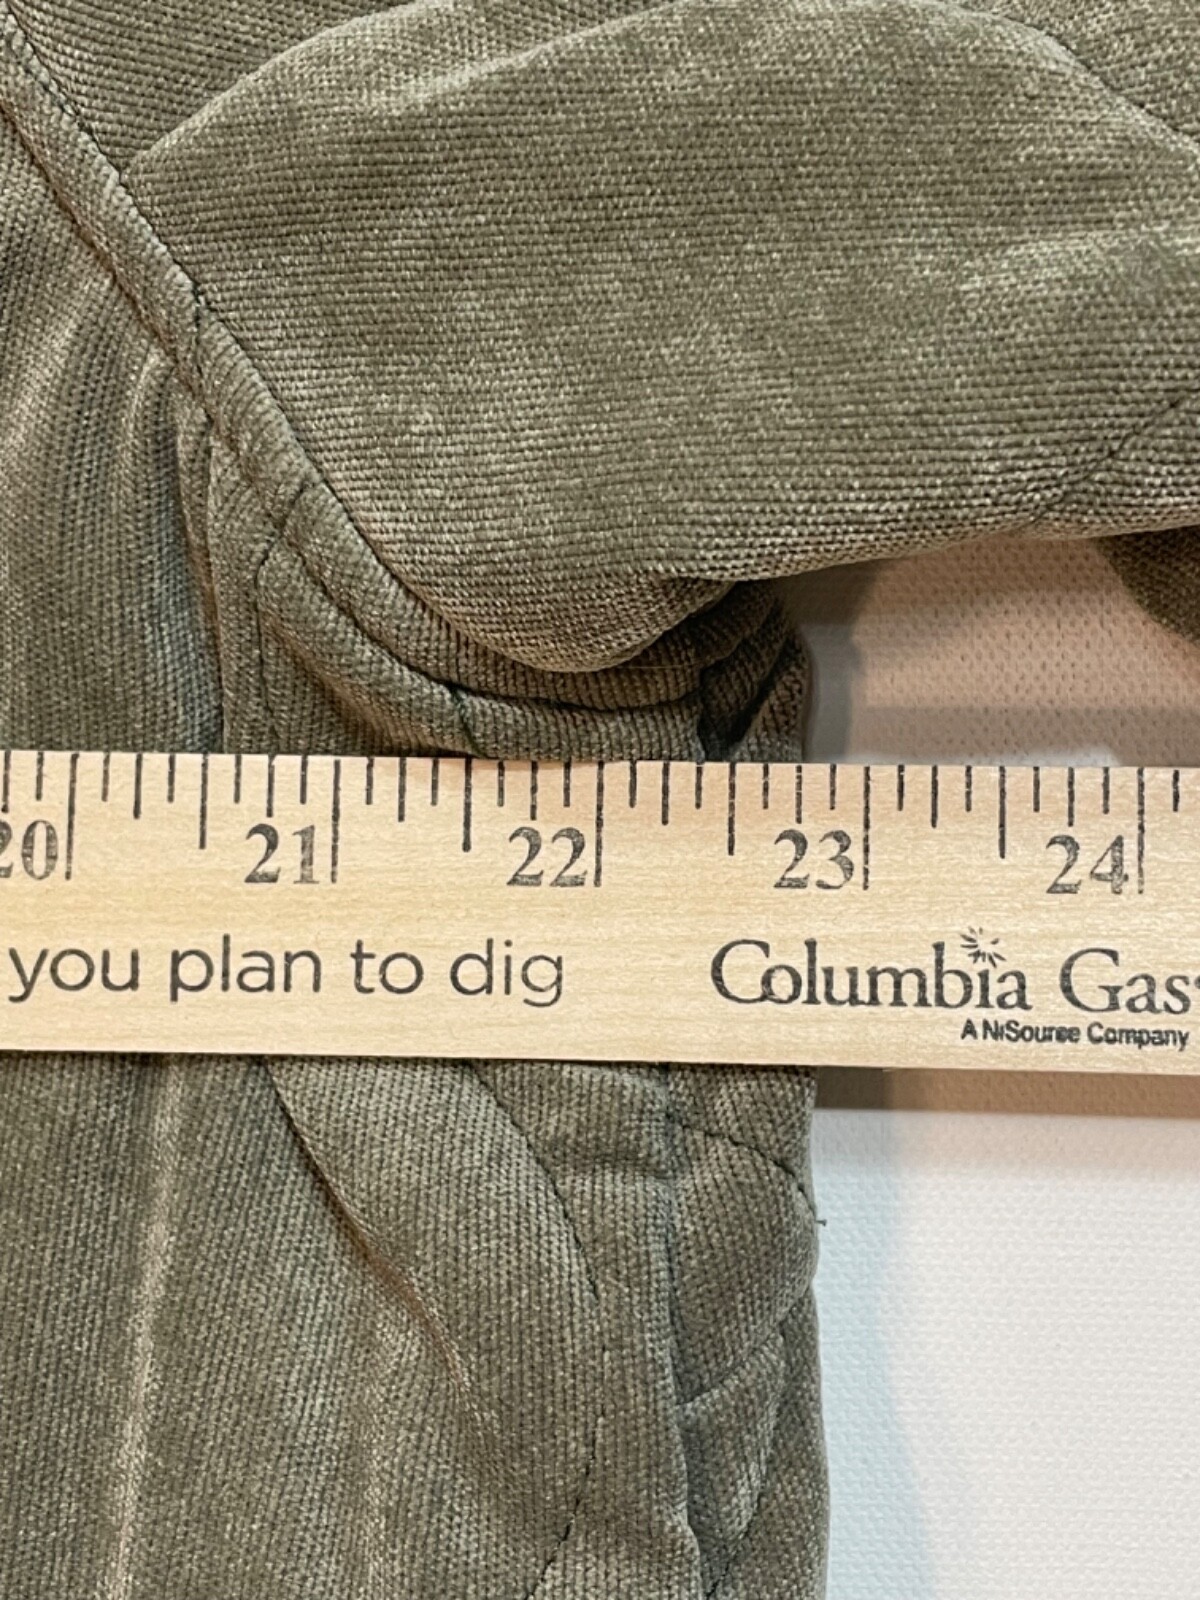 20 21 22 23 24
you plan to dig Columbia Gas
A NiSource Company